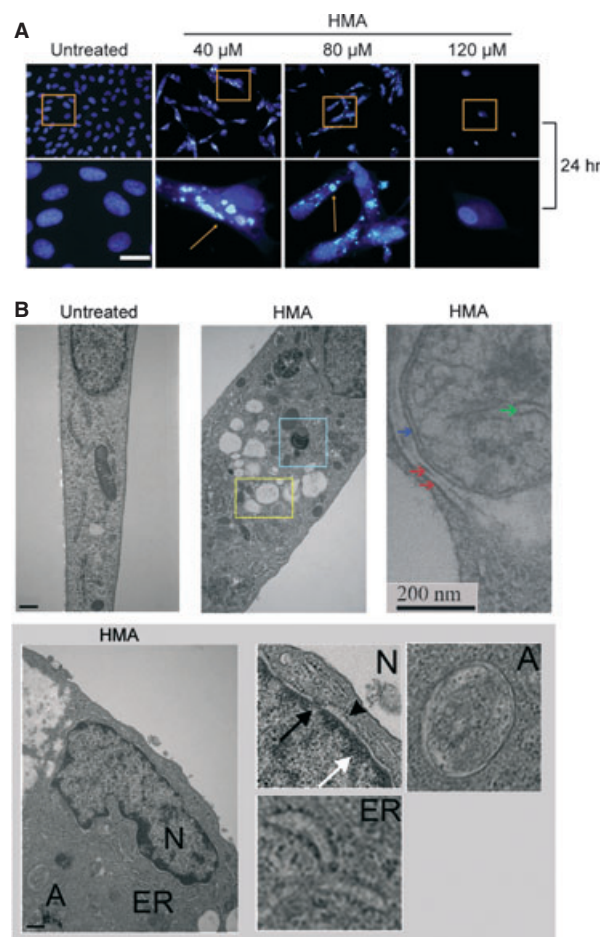 A
HMA
Untreated
40 µM
80 µM
120 µM
24 hr
B
Untreated
HMA
HMA
200 nm
HMA
N
A
ER
N
A
ER